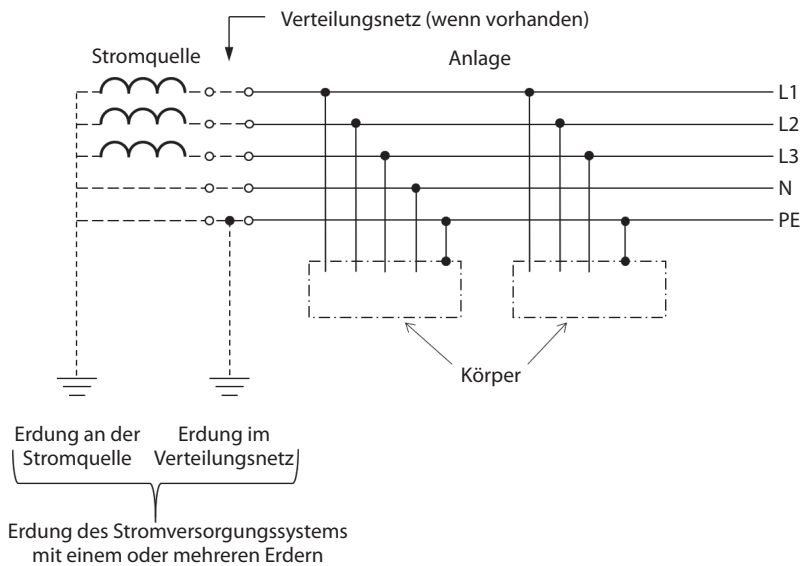 Verteilungsnetz (wenn vorhanden)
Stromquelle
Anlage
L1
L2
L3
N
PE
Körper
Erdung an der
Stromquelle
Erdung im
Verteilungsnetz
Erdung des Stromversorgungssystems
mit einem oder mehreren Erdern